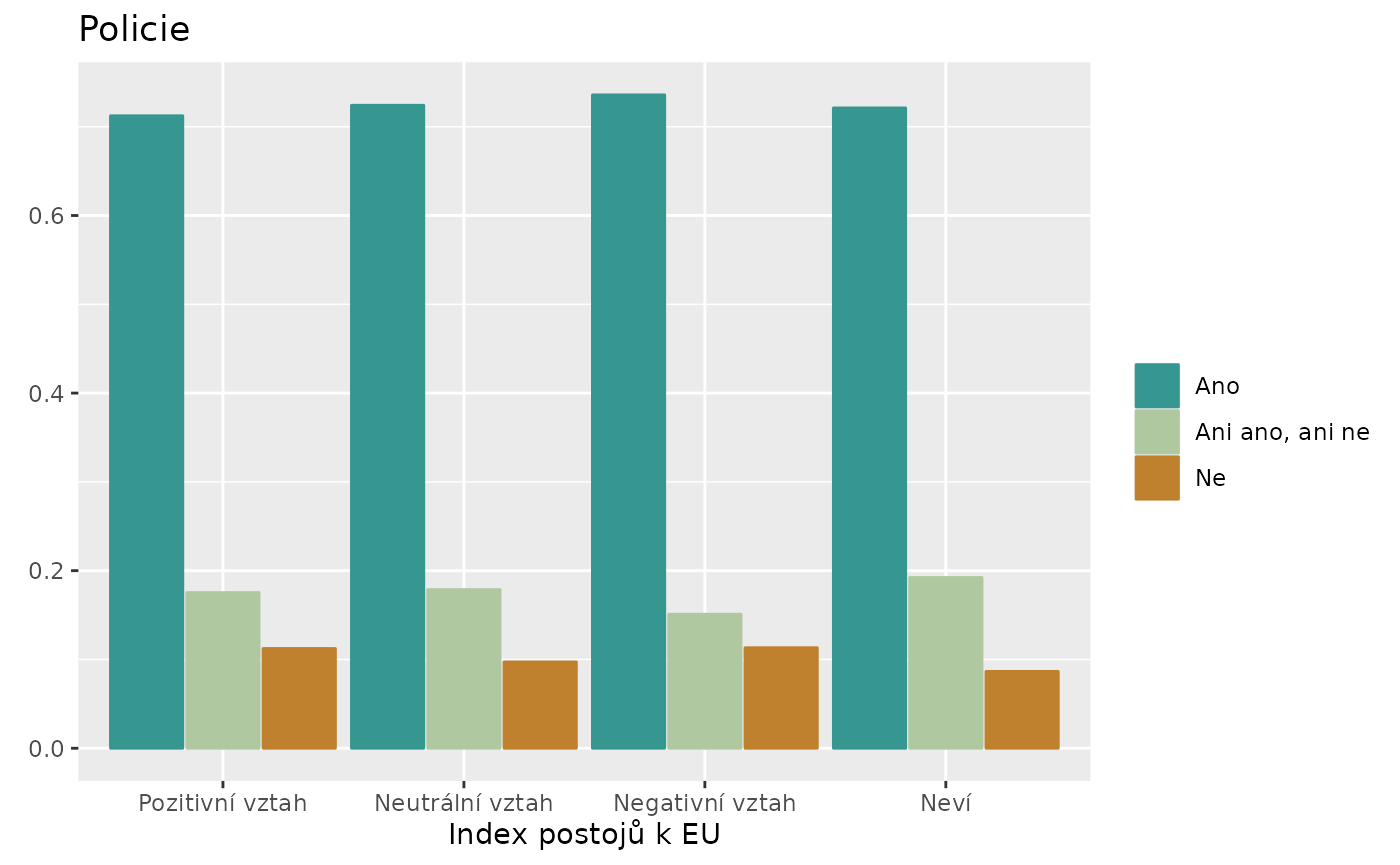 Policie
0.6
0.4
0.2
0.0
Pozitivní vztah
Neutrální vztah
Negativní vztah
Neví
Index postojů k EU
Ano
Ani ano, ani ne
Ne